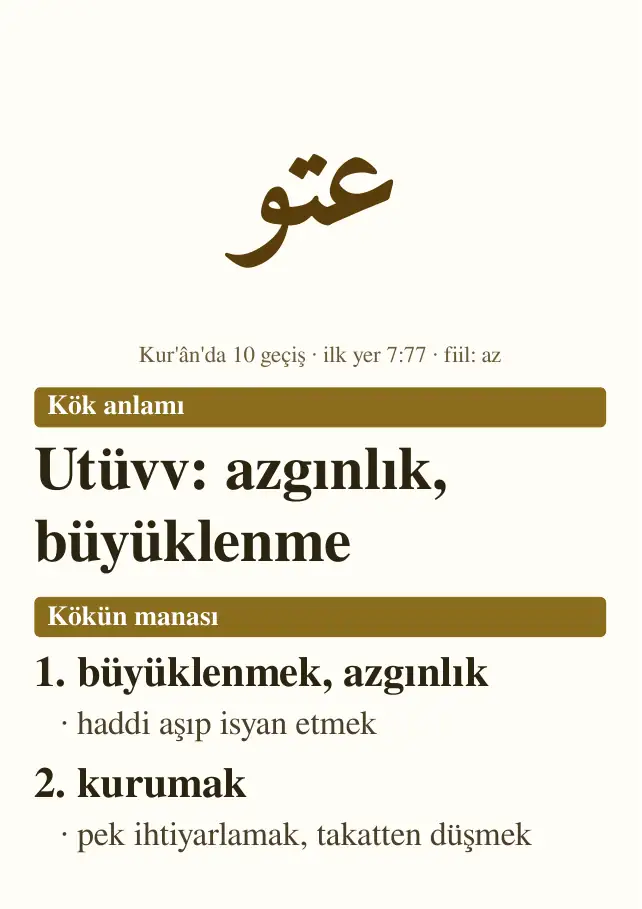 عتو
Kur'ân'da 10 geçiş · ilk yer 7:77 · fiil: az
Kök anlamı
Utüvv: azgınlık,
büyüklenme
Kökün manası
1. büyüklenmek, azgınlık
· haddi aşıp isyan etmek
2. kurumak
· pek ihtiyarlamak, takatten düşmek